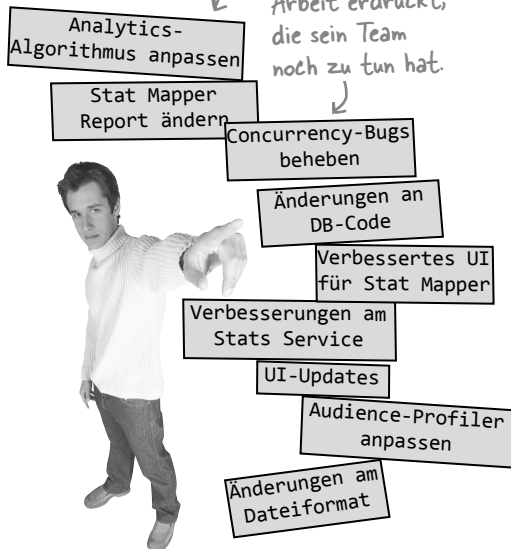 Arbeit erdrückt,
die sein Team
noch zu tun hat.
Analytics-
Algorithmus anpassen
Stat Mapper
Report ändern
Concurrency-Bugs
beheben
Änderungen an
DB-Code
Verbessertes UI
für Stat Mapper
Verbesserungen am
Stats Service
UI-Updates
Audience-Profiler
anpassen
Änderungen am
Dateiformat